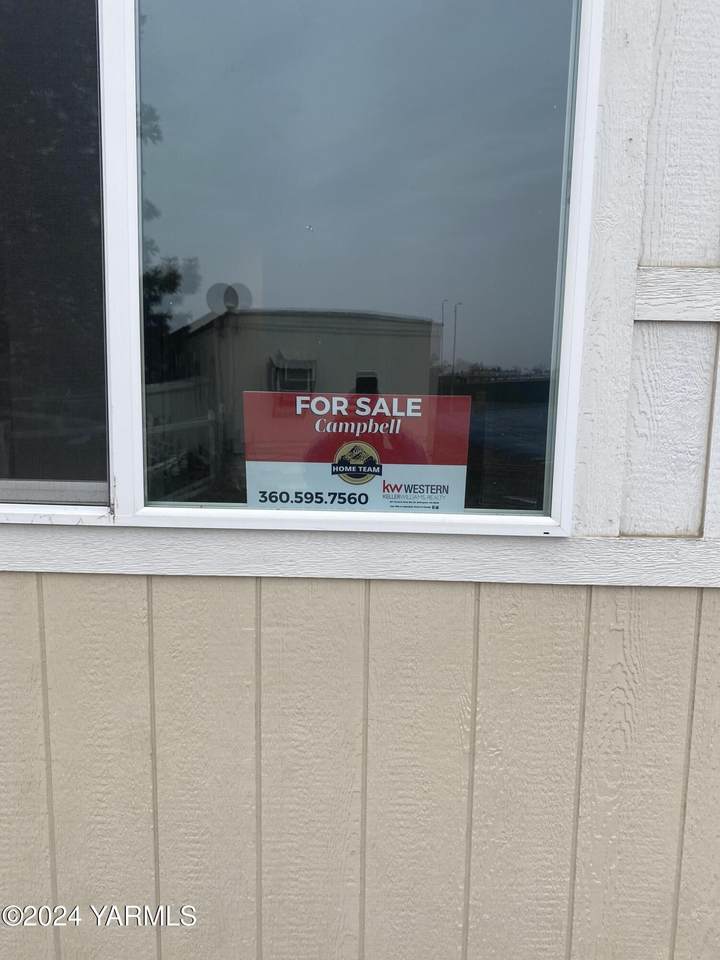 FOR SALE
Campbell
HOME TEAM
360.595.7560
kw WESTERN
KELLERWILLIAMS. REALTY
©2024 YARMLS